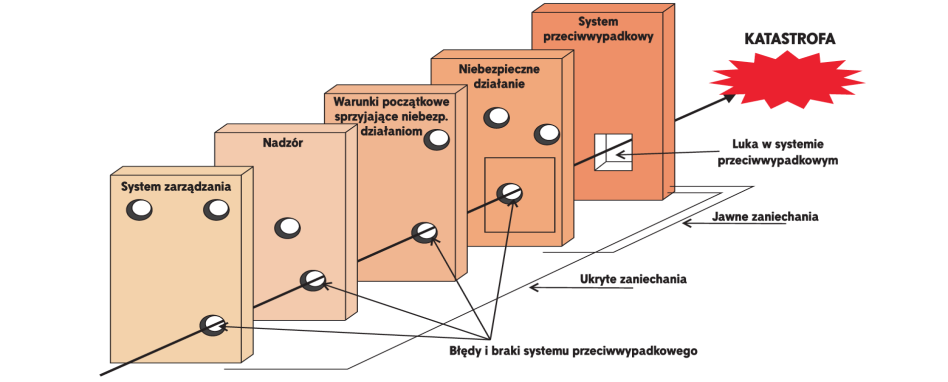 System
przeciwwypadkowy
KATASTROFA
Niebezpieczne
działanie
Warunki początkowe
sprzyjające niebezp.
działaniom
Nadzór
System zarządzania
Luka w systemie
przeciwwypadkowym
Jawne zaniechania
Ukryte zaniechania
Błędy i braki systemu przeciwwypadkowego